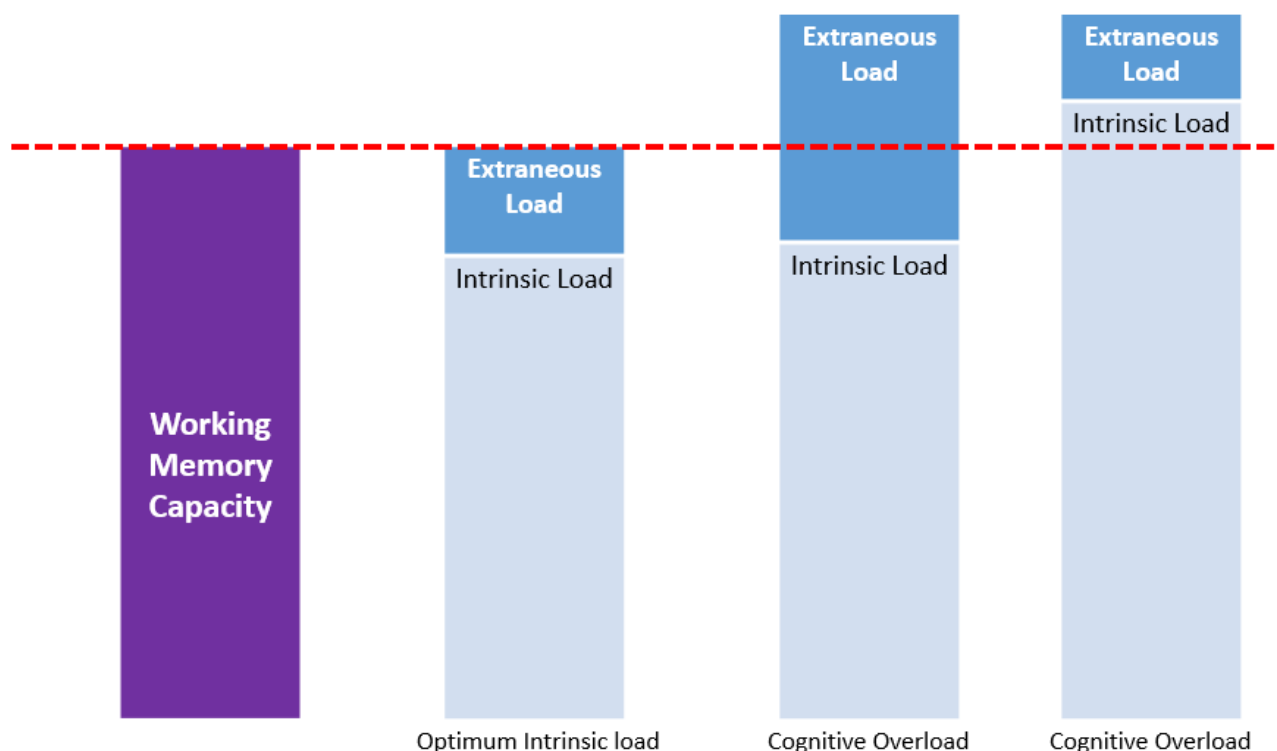 Extraneous
Load
Extraneous
Load
Intrinsic Load
Extraneous
Load
Intrinsic Load
Intrinsic Load
Working
Memory
Capacity
Optimum Intrinsic load
Cognitive Overload
Cognitive Overload